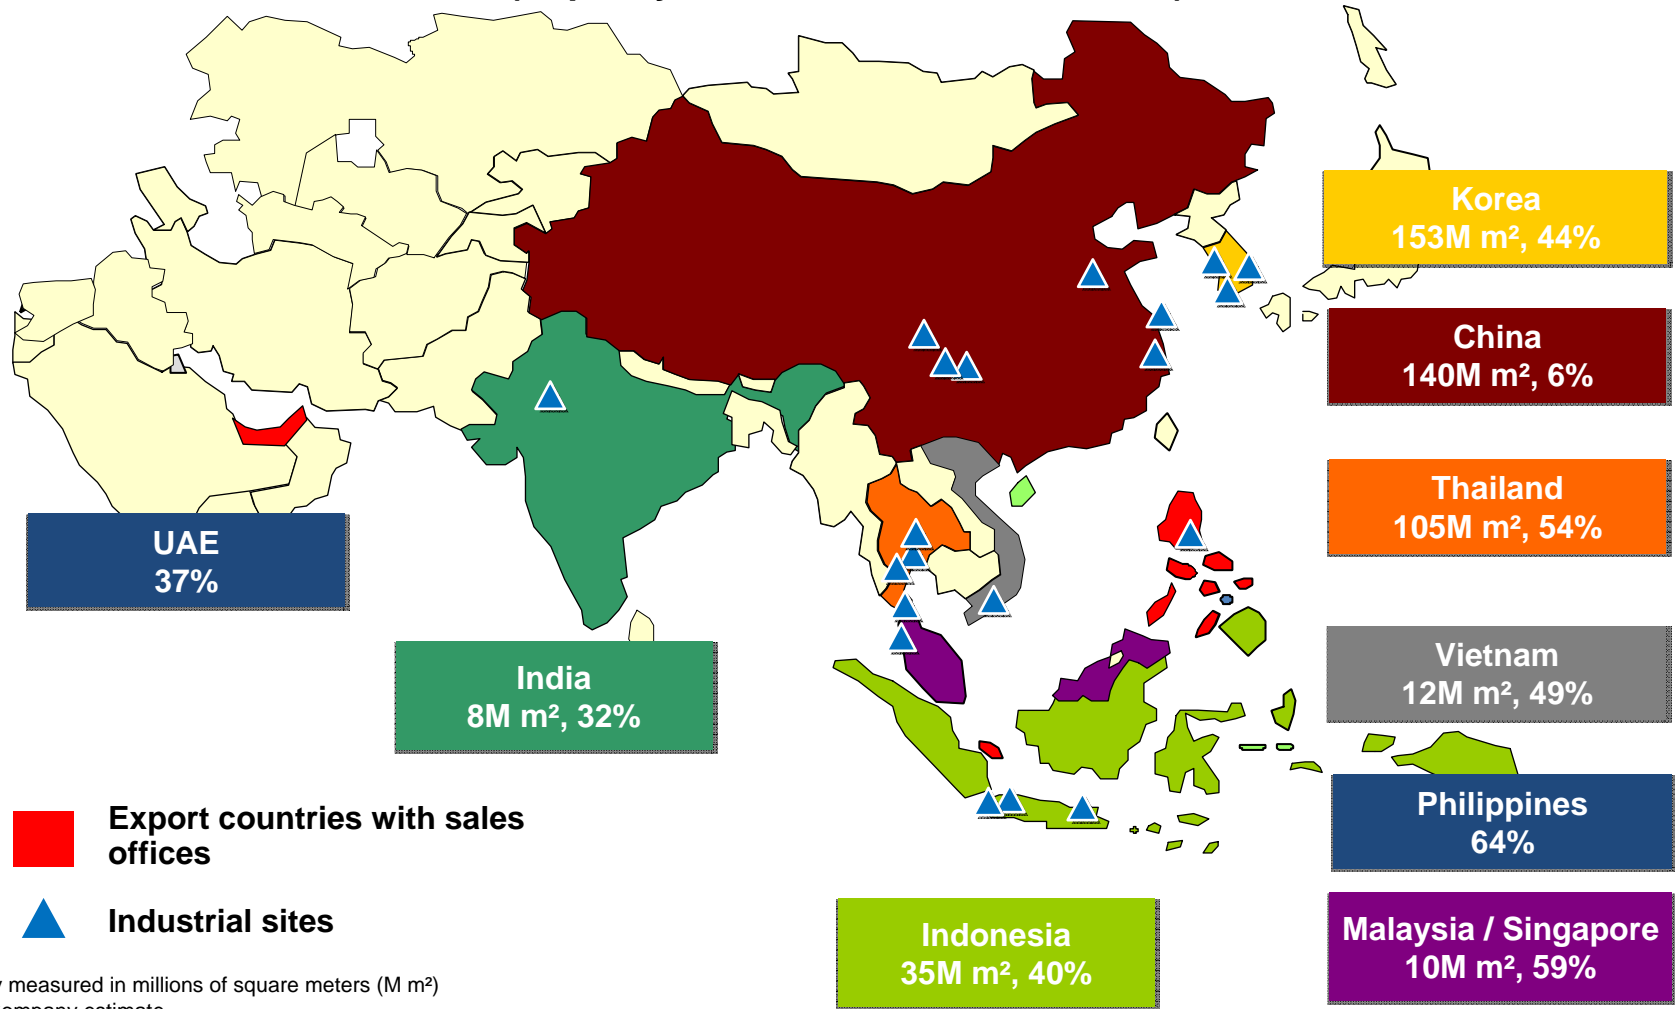 Korea
153M m², 44%
China
140M m², 6%
Thailand
105M m², 54%
UAE
37%
Vietnam
12M m², 49%
India
8M m², 32%
Philippines
64%
Export countries with sales
offices
Malaysia / Singapore
10M m², 59%
Industrial sites
Indonesia
35M m², 40%
measured in millions of square meters (M m²)
estimate